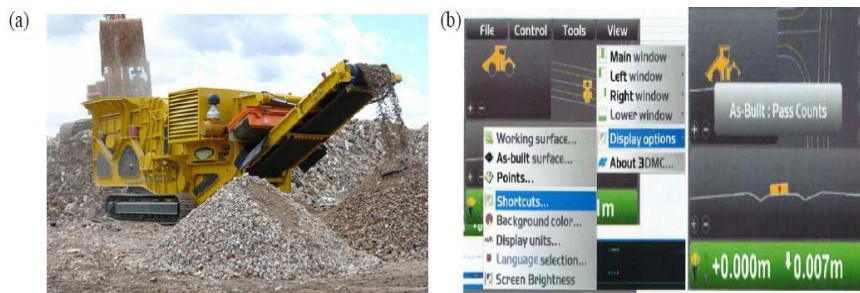 (a)
(b)
File Control Tools View
Main window
Left window
Right window
Lower window
Display options
About 3DMC...
Working surface...
As-built surface...
Points...
Shortcuts...
Background color...
Display units...
Language selection...
Screen Brightness
1m
As-Built : Pass Counts
+0.000m 0.007m